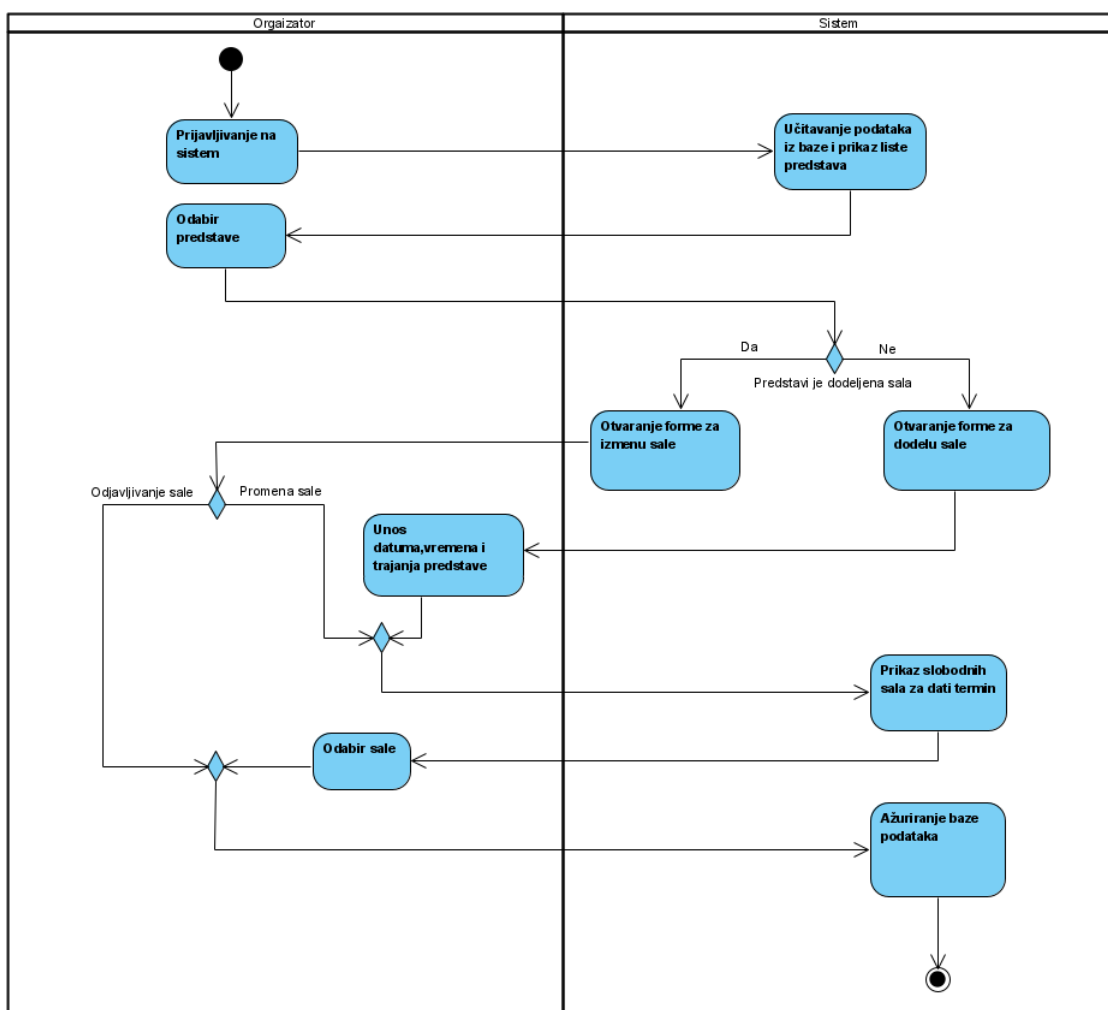 Orgaizator
Sistem
Prijavljivanje na
sistem
Učitavanje podataka
iz baze i prikaz liste
predstava
Odabir
predstave
Da
Ne
Predstavi je dodeljena sala
Otvaranje forme za
izmenu sale
Otvaranje forme za
dodelu sale
Odjavljivanje sale
Promena sale
Unos
datuma,vremena i
trajanja predstave
Prikaz slobodnih
sala za dati termin
Odabir sale
Ažuriranje baze
podataka